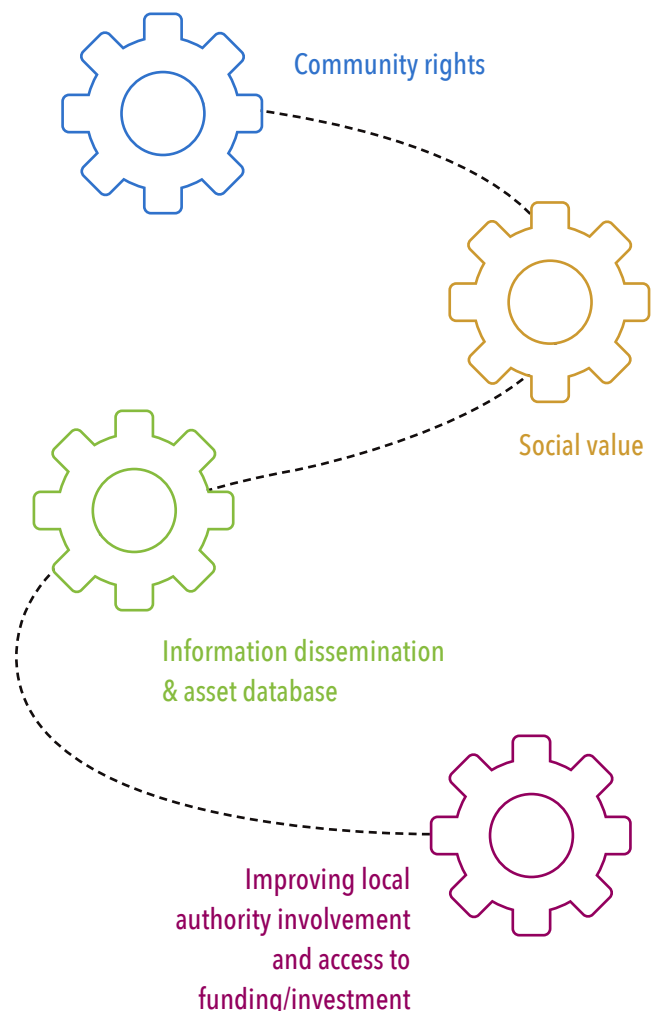 Community rights
Social value
Information dissemination
& asset database
Improving local
authority involvement
and access to
funding/investment